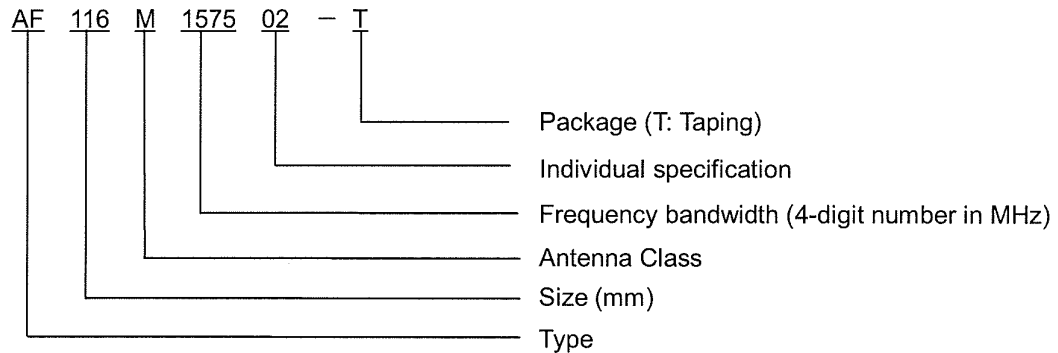 AF 116 M 1575 02 – T
Package (T: Taping)
Individual specification
Frequency bandwidth (4-digit number in MHz)
Antenna Class
Size (mm)
Type